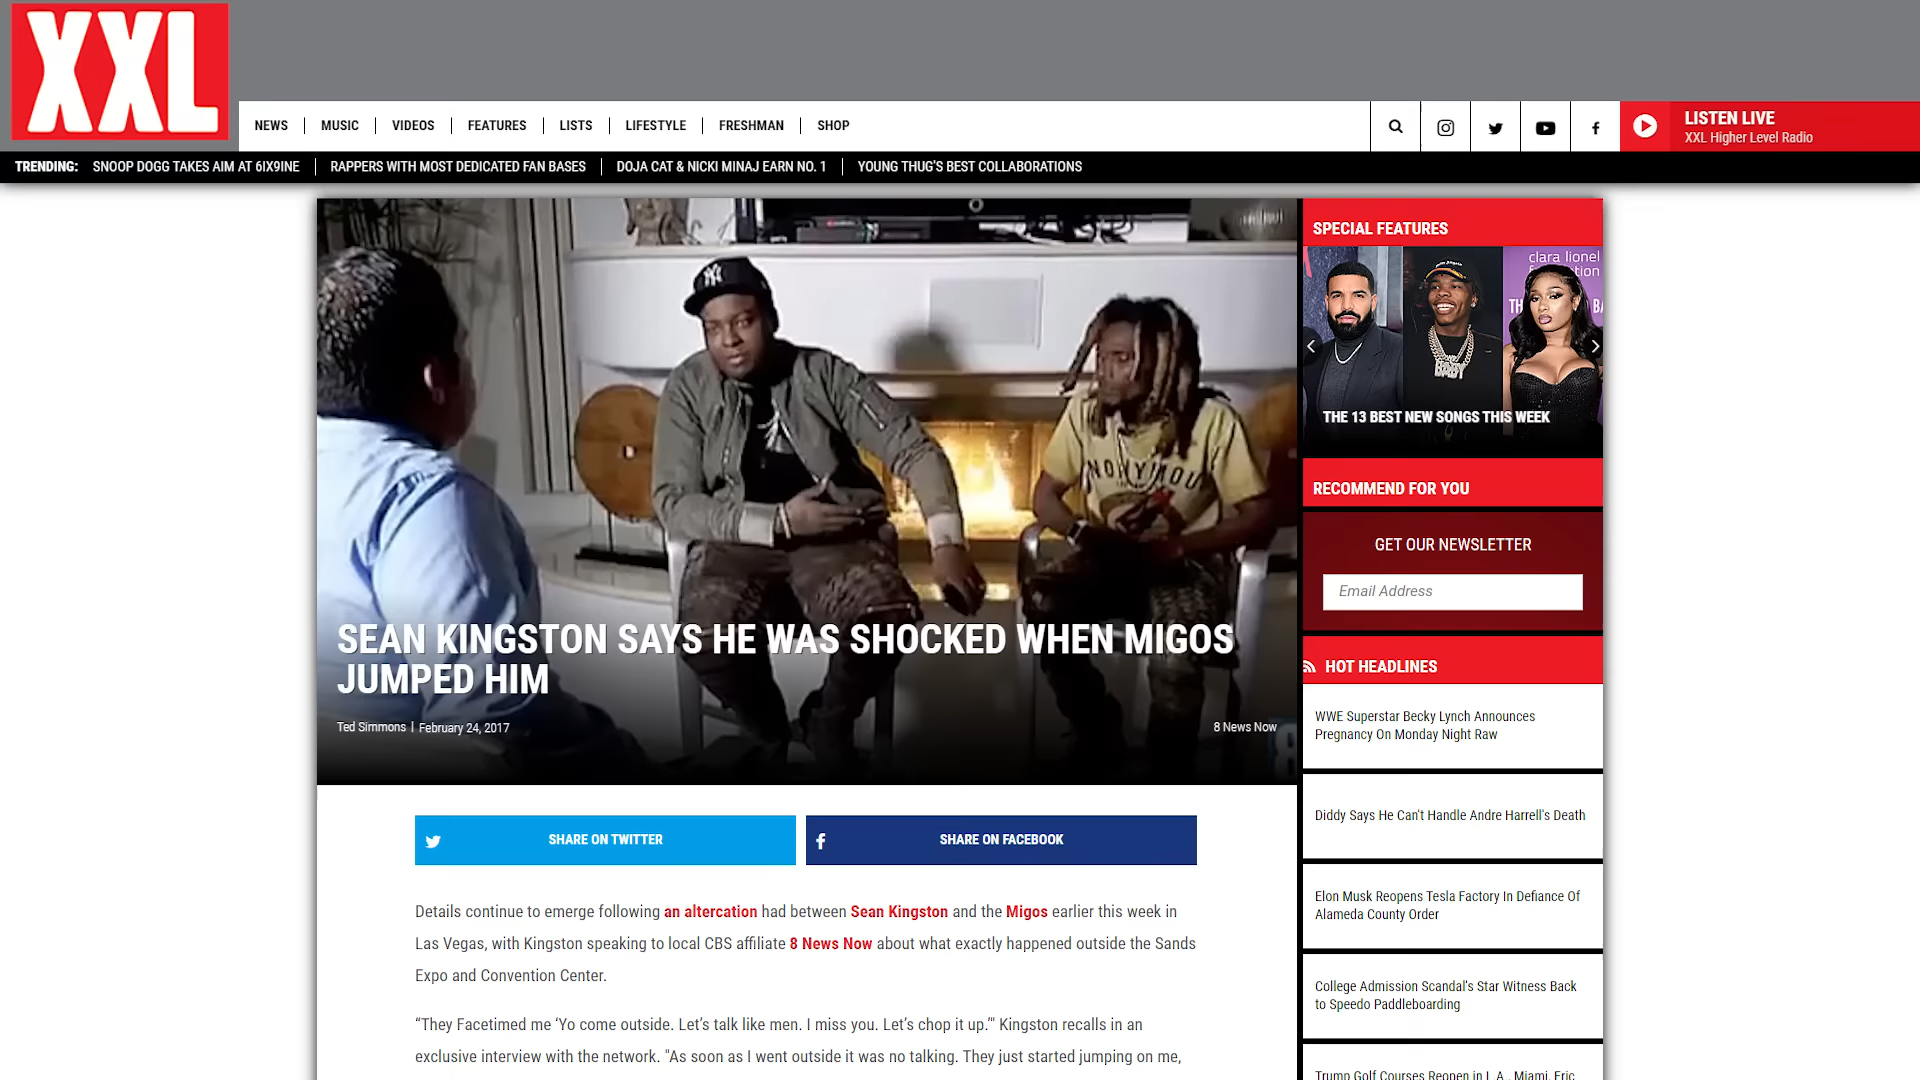 XXL
NEWS
MUSIC
VIDEOS
FEATURES
LISTS
LIFESTYLE
FRESHMAN
SHOP
LISTEN LIVE
XXL Higher Level Radio
TRENDING:
SNOOP DOGG TAKES AIM AT 6IX9INE
RAPPERS WITH MOST DEDICATED FAN BASES
DOJA CAT & NICKI MINAJ EARN NO. 1
YOUNG THUG'S BEST COLLABORATIONS
SEAN KINGSTON SAYS HE WAS SHOCKED WHEN MIGOS
JUMPED HIM
Ted Simmons
February 24, 2017
8 News Now
SHARE ON TWITTER
SHARE ON FACEBOOK
Details continue to emerge following an altercation had between Sean Kingston and the Migos earlier this week in
Las Vegas, with Kingston speaking to local CBS affiliate 8 News Now about what exactly happened outside the Sands
Expo and Convention Center.
“They Facetimed me ‘Yo come outside. Let’s talk like men. I miss you. Let’s chop it up.’" Kingston recalls in an
exclusive interview with the network. "As soon as I went outside it was no talking. They just started jumping on me,
SPECIAL FEATURES
clara lionel
BABY
THE 13 BEST NEW SONGS THIS WEEK
RECOMMEND FOR YOU
GET OUR NEWSLETTER
Email Address
HOT HEADLINES
WWE Superstar Becky Lynch Announces
Pregnancy On Monday Night Raw
Diddy Says He Can't Handle Andre Harrell's Death
Elon Musk Reopens Tesla Factory In Defiance Of
Alameda County Order
College Admission Scandal's Star Witness Back
to Speedo Paddleboarding
Trump Golf Courses Reopen in L.A., Miami, Eric